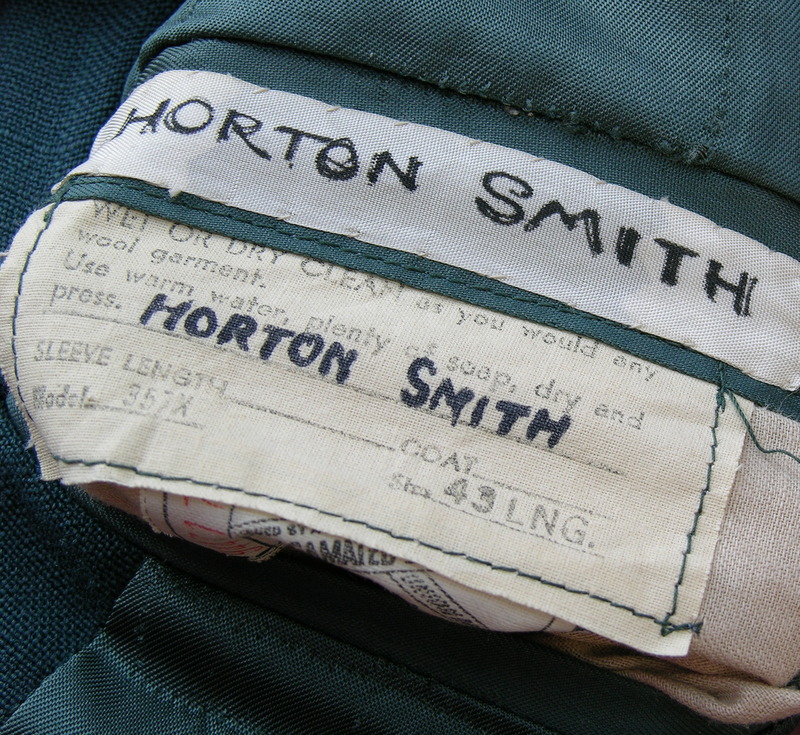 HORTON SMITH
WET OR DRY CLEAN as you would any
wool garment.
Use warm water, plenty of soap, dry and
press.
HORTON SMITH
SLEEVE LENGTH
Model 357X
COAT
Size 43 LNG.
AMATED